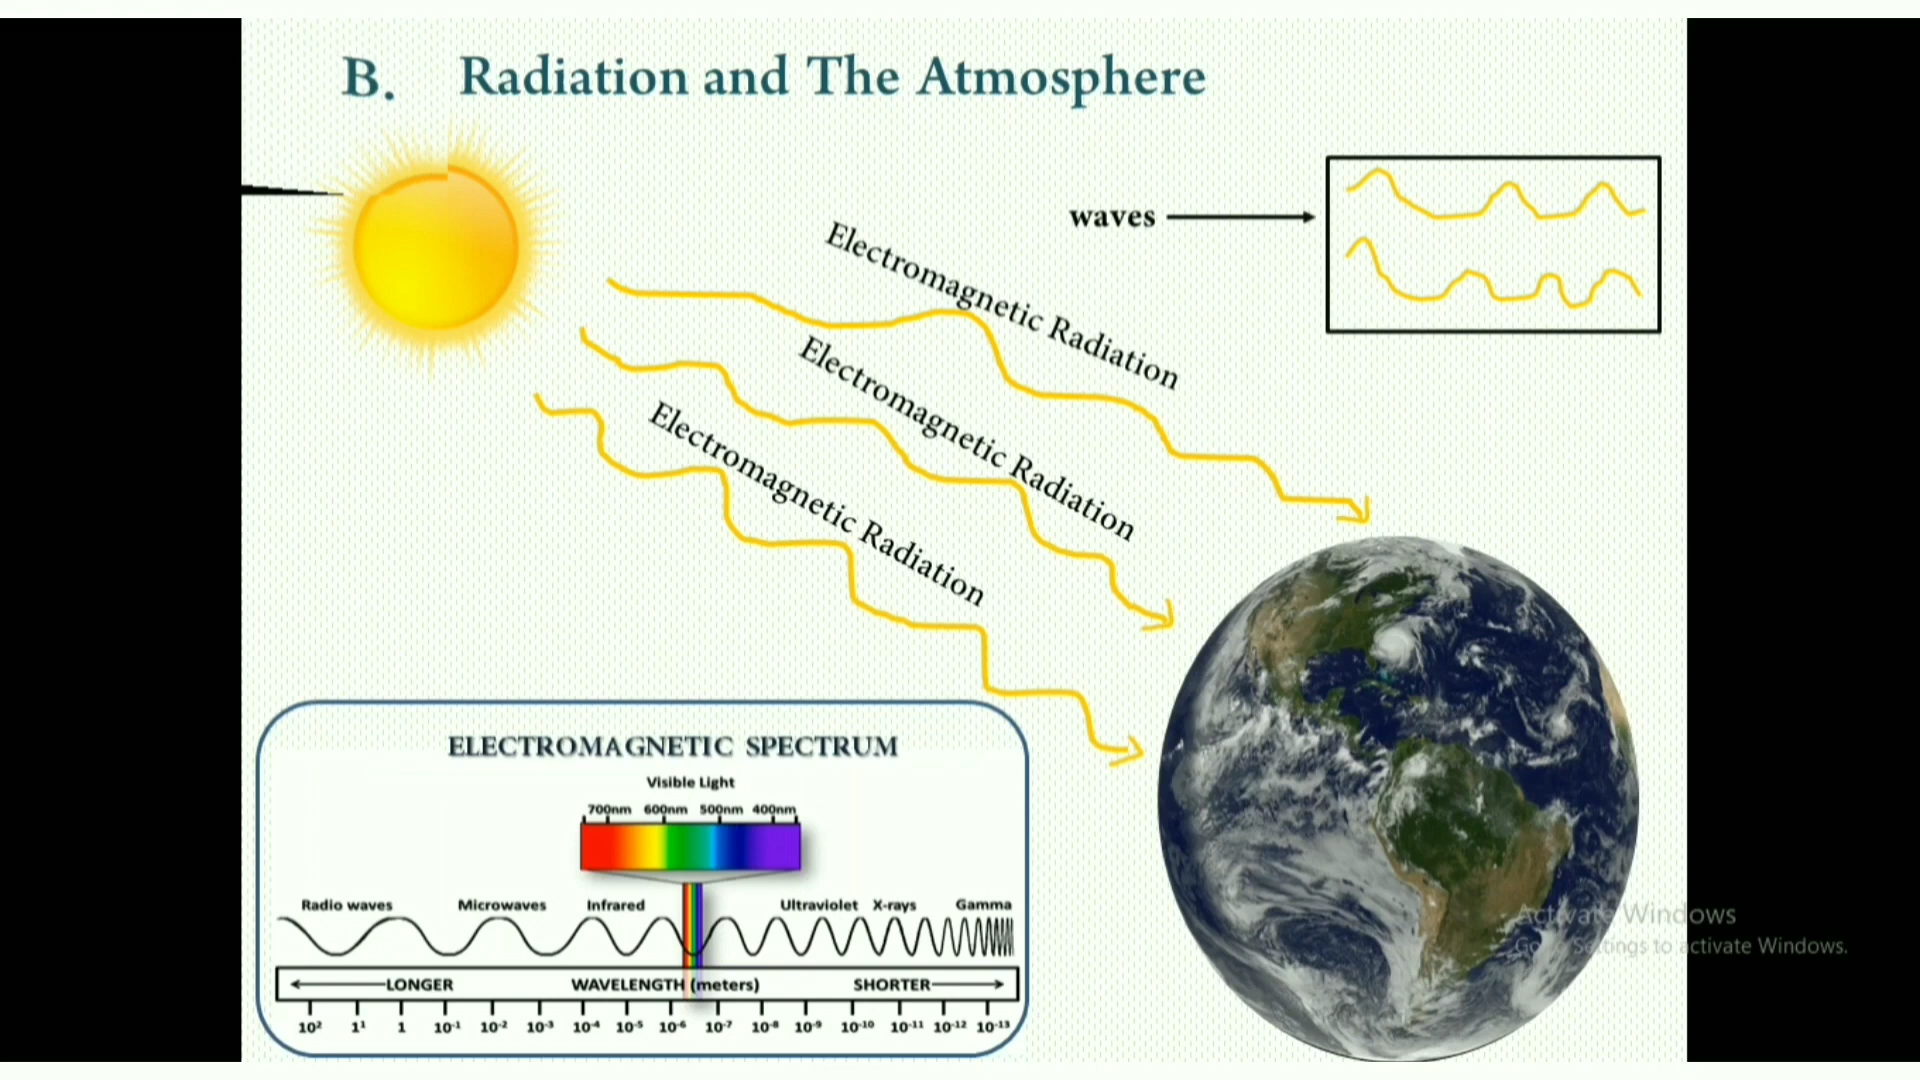 B. Radiation and The Atmosphere
waves
Electromagnetic Radiation
Electromagnetic Radiation
Electromagnetic Radiation
ELECTROMAGNETIC SPECTRUM
Visible Light
700nm 600nm 500nm 400nm
Radio waves Microwaves Infrared Ultraviolet X-rays Gamma
LONGER WAVELENGTH (meters) SHORTER
10² 1¹ 1 10⁻¹ 10⁻² 10⁻³ 10⁻⁴ 10⁻⁵ 10⁻⁶ 10⁻⁷ 10⁻⁸ 10⁻⁹ 10⁻¹⁰ 10⁻¹¹ 10⁻¹² 10⁻¹³
Activate Windows
Go to Settings to activate Windows.